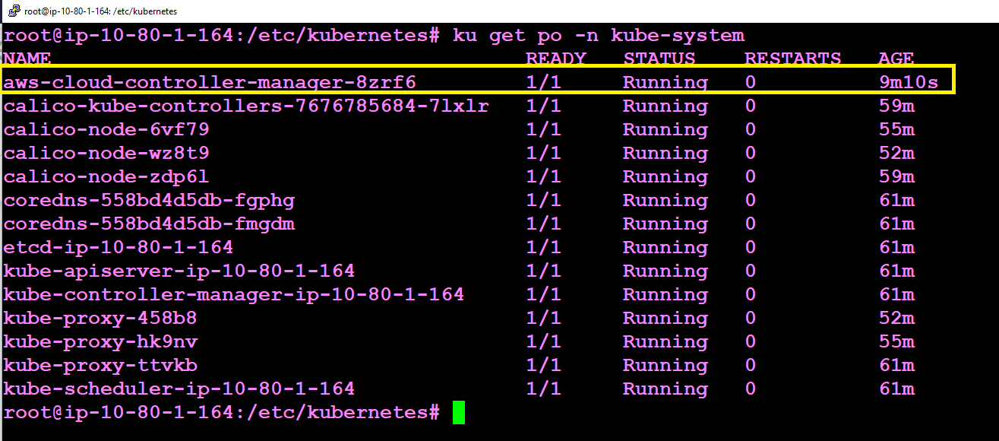 root@ip-10-80-1-164: /etc/kubernetes
root@ip-10-80-1-164:/etc/kubernetes# ku get po -n kube-system
NAME READY STATUS RESTARTS AGE
aws-cloud-controller-manager-8zrf6 1/1 Running 0 9m10s
calico-kube-controllers-7676785684-7lxlr 1/1 Running 0 59m
calico-node-6vf79 1/1 Running 0 55m
calico-node-wz8t9 1/1 Running 0 52m
calico-node-zdp6l 1/1 Running 0 59m
coredns-558bd4d5db-fgphg 1/1 Running 0 61m
coredns-558bd4d5db-fmgdm 1/1 Running 0 61m
etcd-ip-10-80-1-164 1/1 Running 0 61m
kube-apiserver-ip-10-80-1-164 1/1 Running 0 61m
kube-controller-manager-ip-10-80-1-164 1/1 Running 0 61m
kube-proxy-458b8 1/1 Running 0 52m
kube-proxy-hk9nv 1/1 Running 0 55m
kube-proxy-ttvkb 1/1 Running 0 61m
kube-scheduler-ip-10-80-1-164 1/1 Running 0 61m
root@ip-10-80-1-164:/etc/kubernetes#